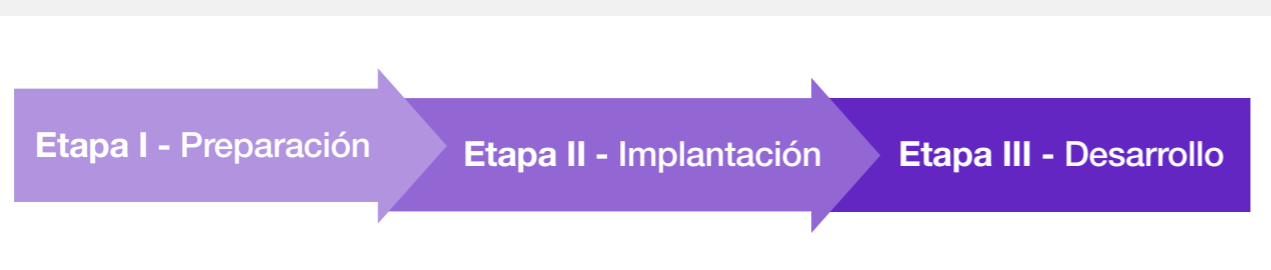 Etapa I - Preparación
Etapa II - Implantación
Etapa III - Desarrollo